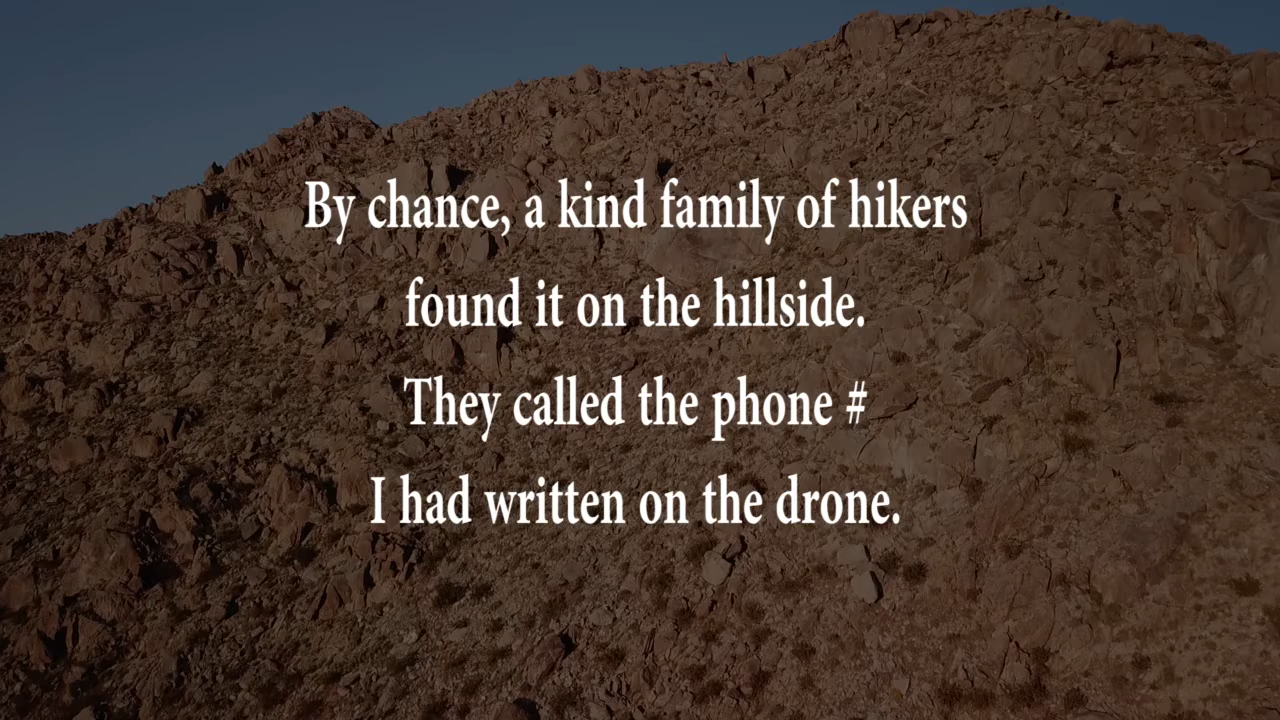 By chance, a kind family of hikers
found it on the hillside.
They called the phone #
I had written on the drone.